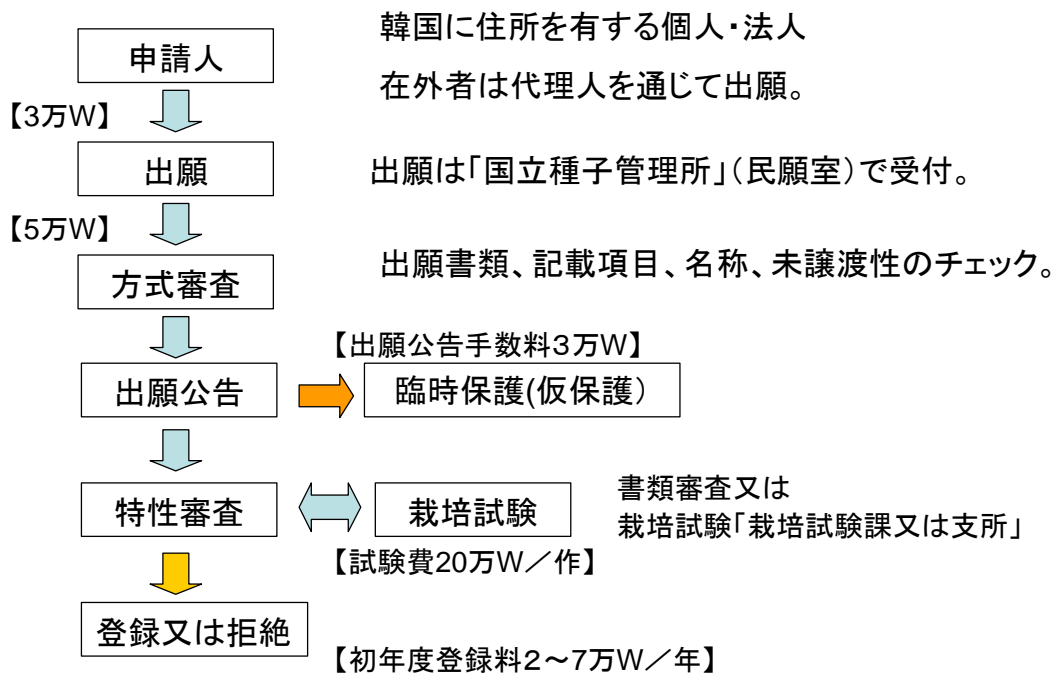 韓国に住所を有する個人・法人
申請人
在外者は代理人を通じて出願。
【3万W】
出願
出願は「国立種子管理所」（民願室）で受付。
【5万W】
方式審査
出願書類、記載項目、名称、未譲渡性のチェック。
【出願公告手数料3万W】
出願公告
臨時保護(仮保護）
特性審査
栽培試験
書類審査又は
栽培試験「栽培試験課又は支所」
【試験費20万W／作】
登録又は拒絶
【初年度登録料２～７万W／年】